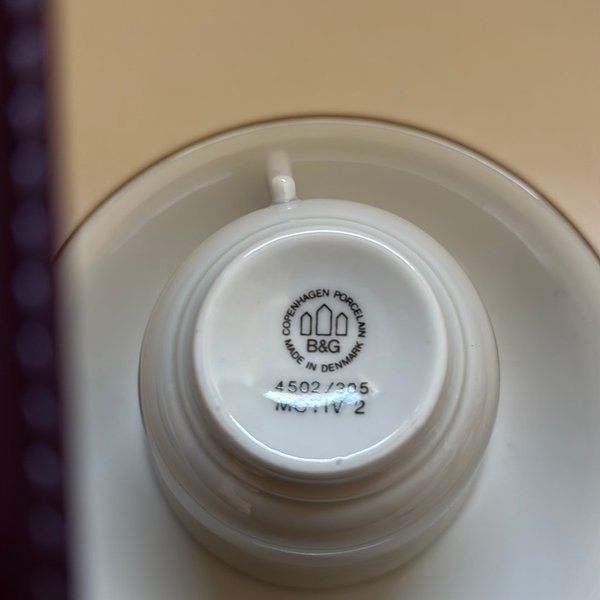 COPENHAGEN PORCELAIN
B&G
MADE IN DENMARK
4502/305
MOTIV 2